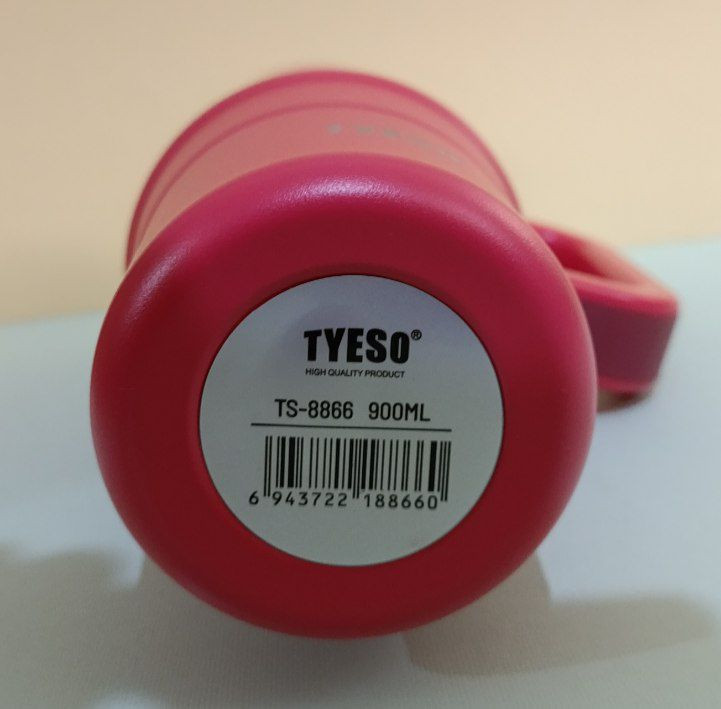 TYESO®
HIGH QUALITY PRODUCT
TS-8866 900ML
6 943722 188660